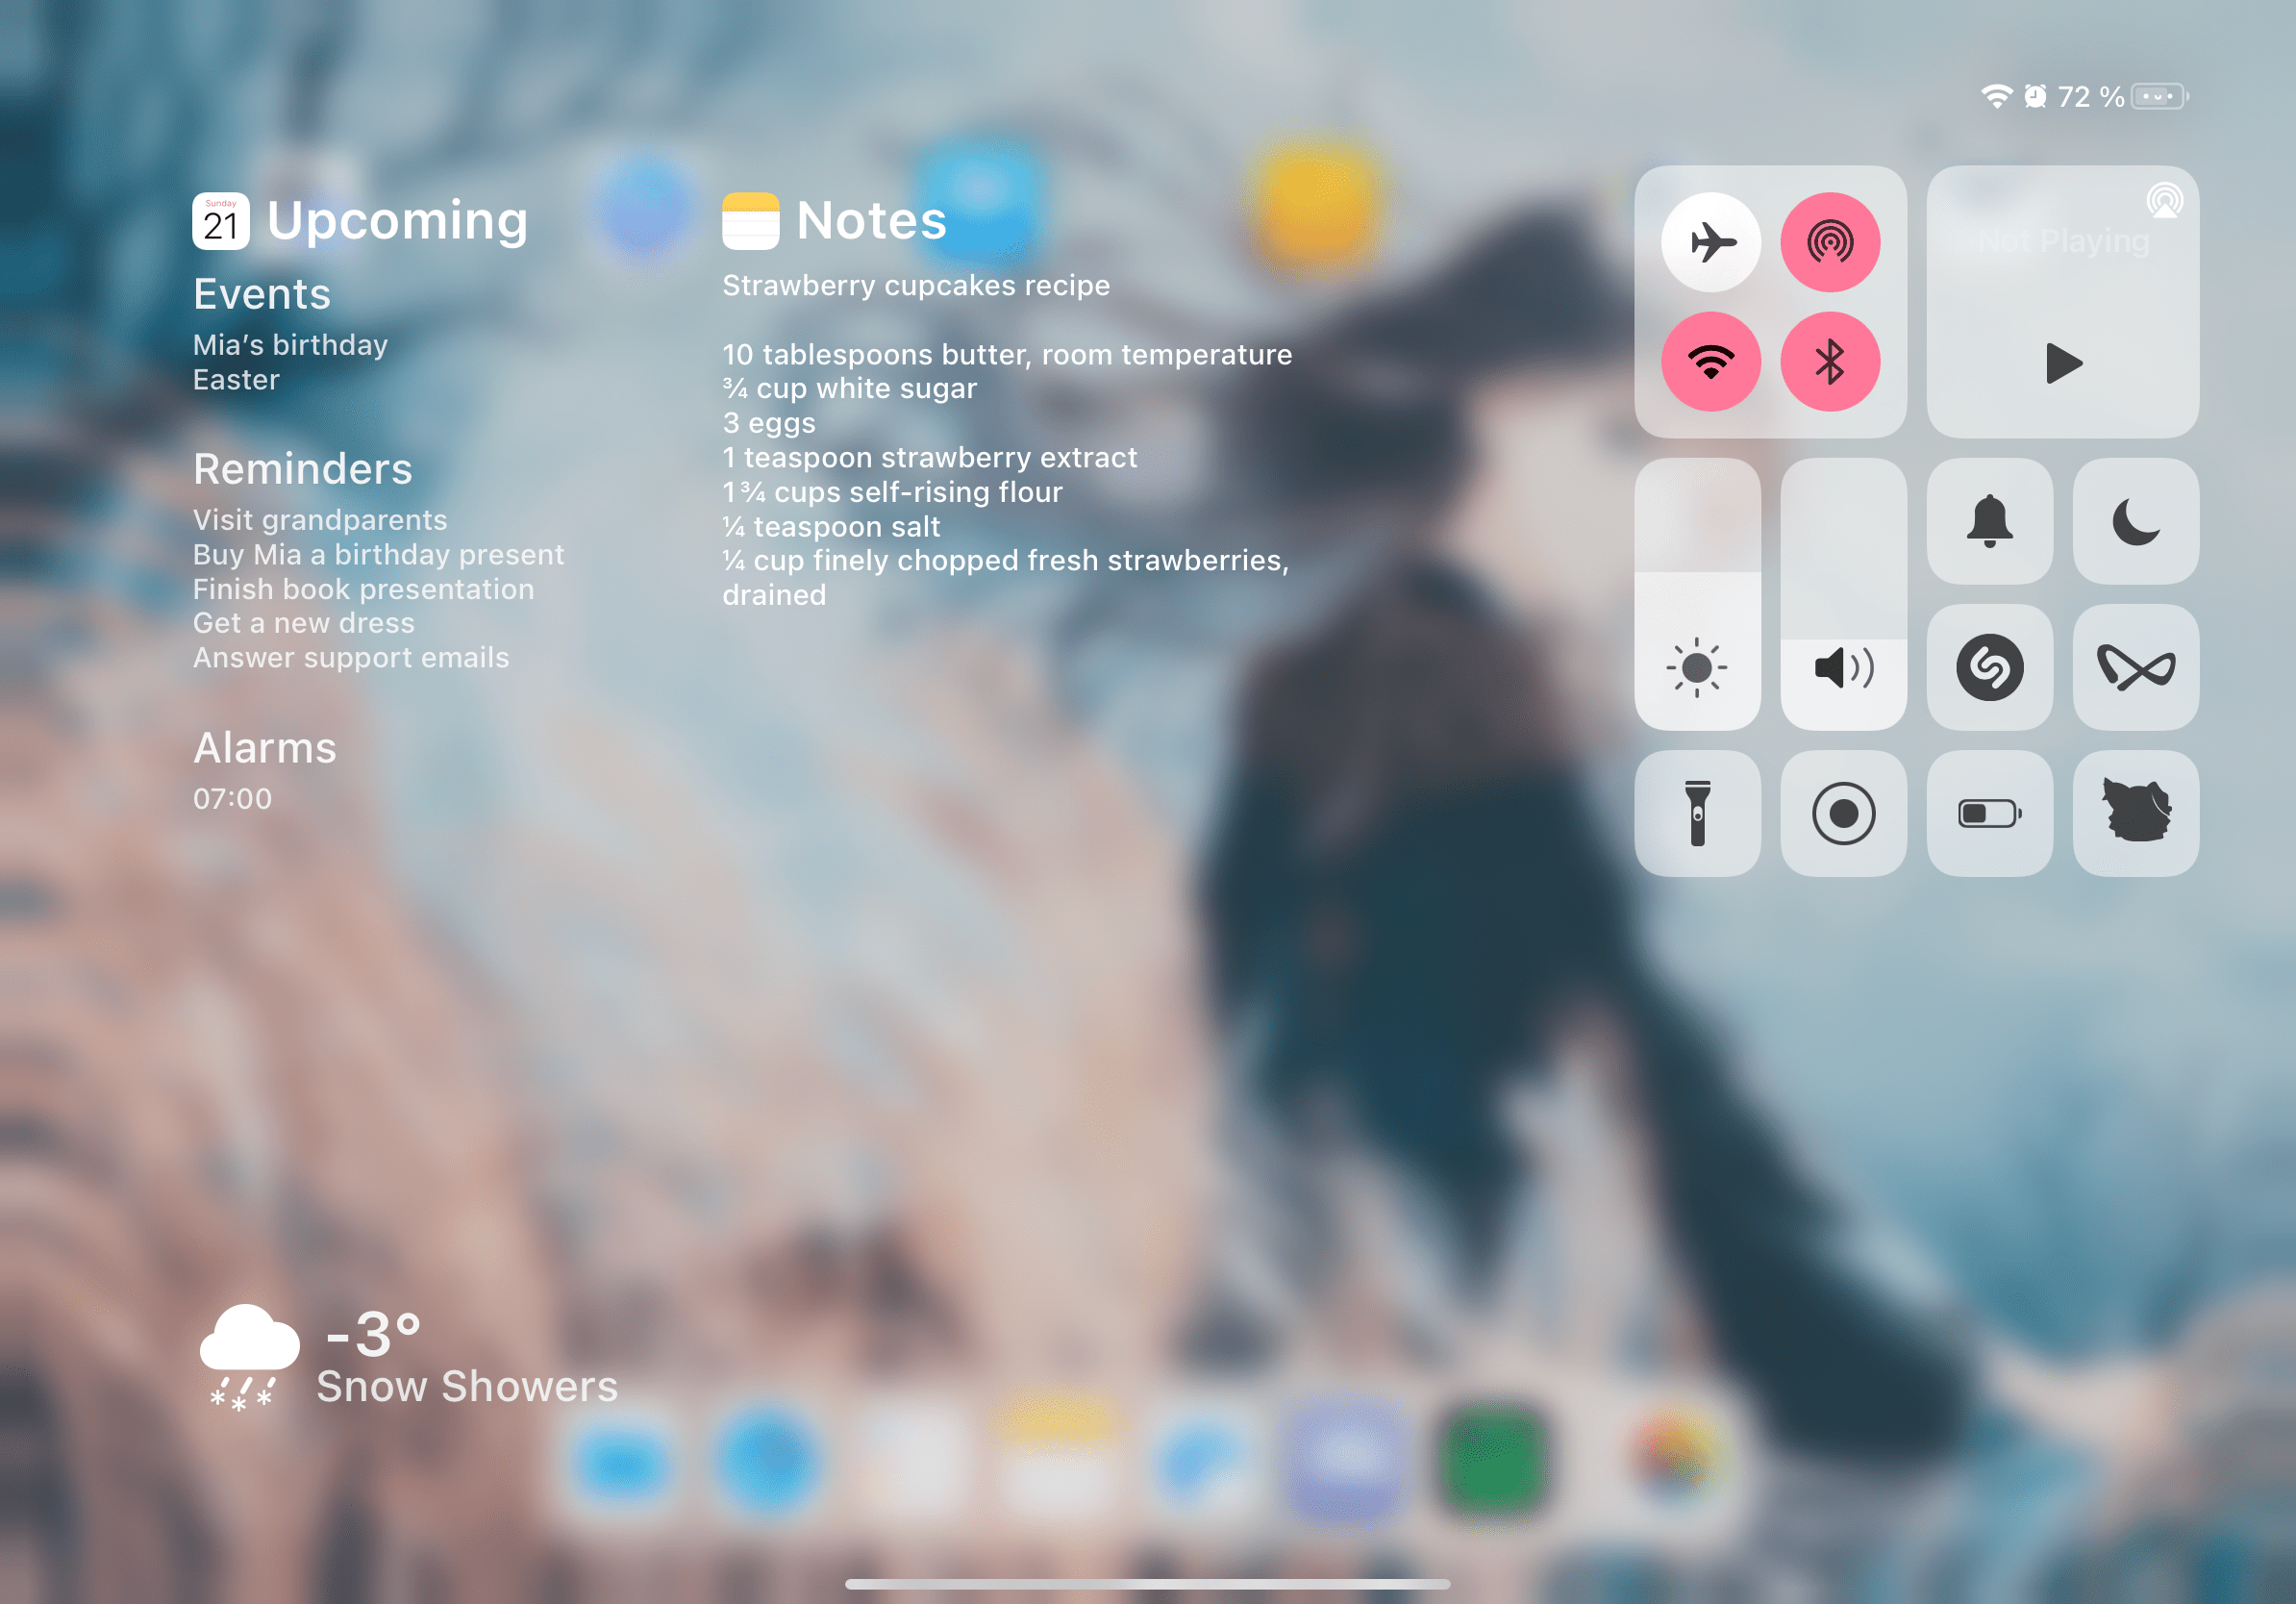 72 %
Sunday
21
Upcoming
Events
Mia’s birthday
Easter
Reminders
Visit grandparents
Buy Mia a birthday present
Finish book presentation
Get a new dress
Answer support emails
Alarms
07:00
Notes
Strawberry cupcakes recipe
10 tablespoons butter, room temperature
¾ cup white sugar
3 eggs
1 teaspoon strawberry extract
1 ¾ cups self-rising flour
¼ teaspoon salt
¼ cup finely chopped fresh strawberries,
drained
Not Playing
-3°
Snow Showers